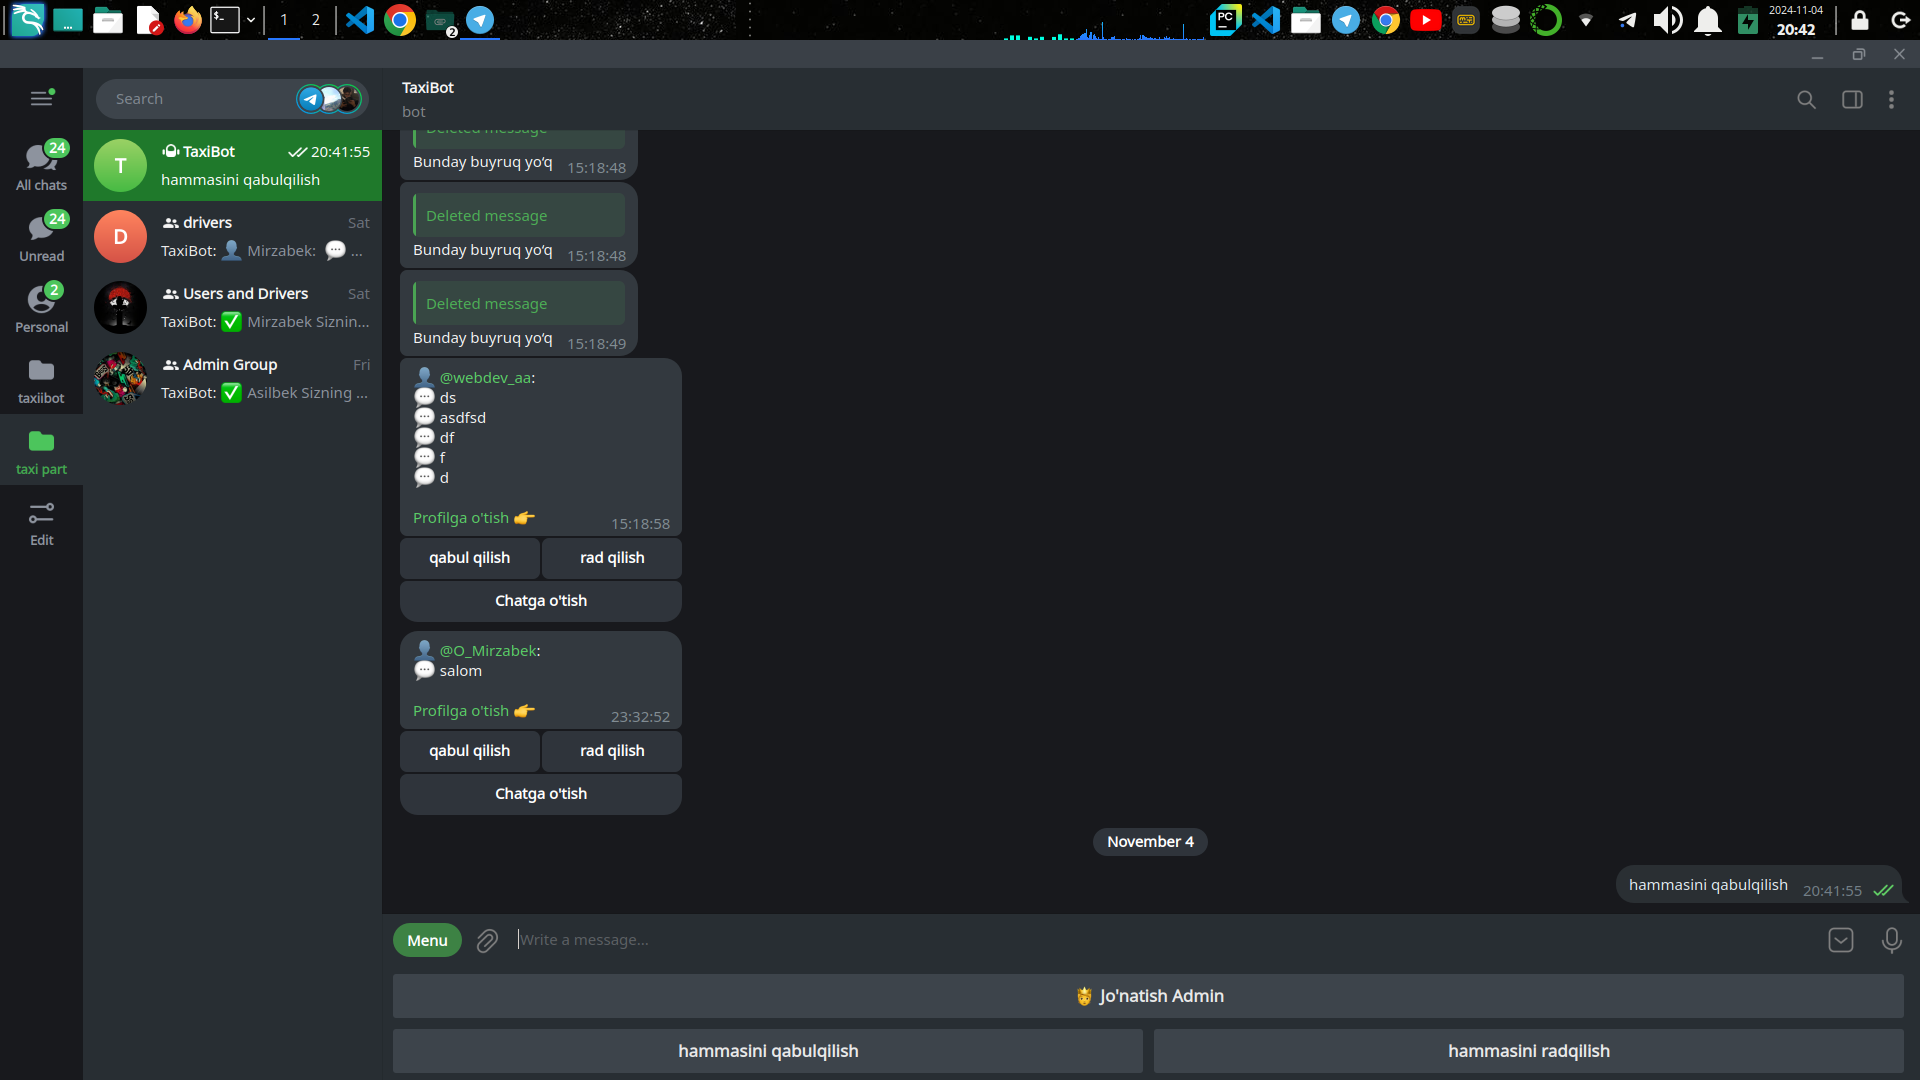 1
2
2
PC
2024-11-04
20:42
Search
24
All chats
24
Unread
2
Personal
taxiibot
taxi part
Edit
T
TaxiBot 20:41:55
hammasini qabulqilish
D
drivers Sat
TaxiBot: 👤 Mirzabek: 💬 ...
Users and Drivers Sat
TaxiBot: ✅ Mirzabek Siznin...
Admin Group Fri
TaxiBot: ✅ Asilbek Sizning ...
TaxiBot
bot
Deleted message
Bunday buyruq yo‘q 15:18:48
Deleted message
Bunday buyruq yo‘q 15:18:48
Deleted message
Bunday buyruq yo‘q 15:18:49
👤 @webdev_aa:
💬 ds
💬 asdfsd
💬 df
💬 f
💬 d
Profilga o'tish 👉 15:18:58
qabul qilish rad qilish
Chatga o'tish
👤 @O_Mirzabek:
💬 salom
Profilga o'tish 👉 23:32:52
qabul qilish rad qilish
Chatga o'tish
November 4
hammasini qabulqilish 20:41:55
Menu Write a message...
🤴 Jo'natish Admin
hammasini qabulqilish hammasini radqilish